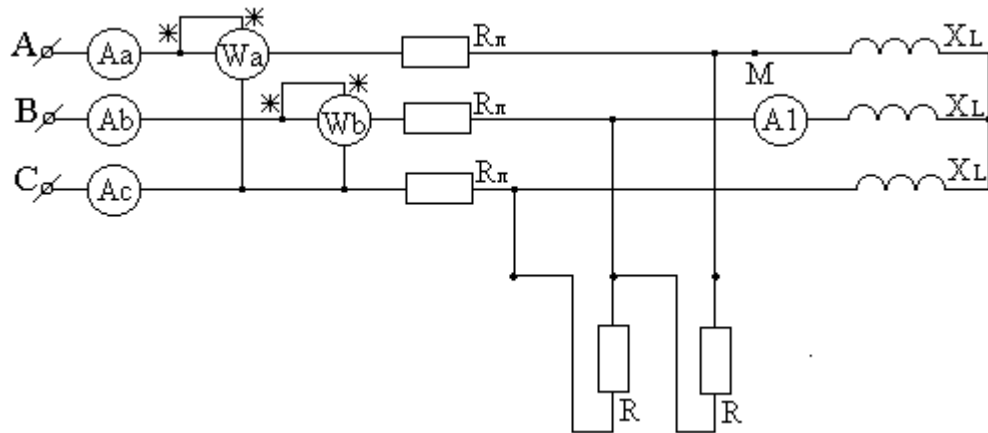 A Aa * * Wa Rл XL
M
B Ab * * Wb Rл A1 XL
C Ac Rл XL
R R